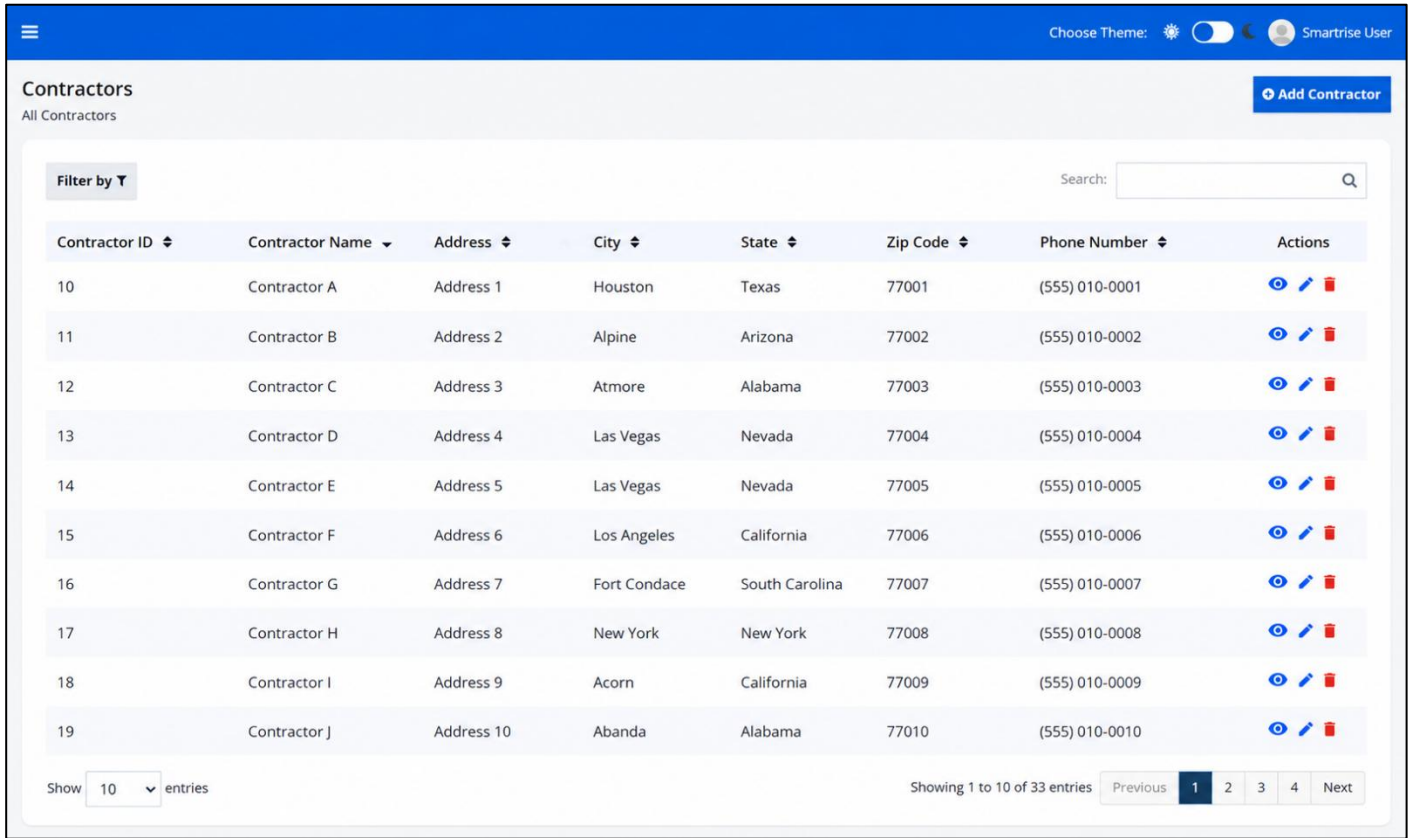 Choose Theme: Smartrise User
Contractors
All Contractors
Add Contractor
Filter by
Search:
Contractor ID Contractor Name Address City State Zip Code Phone Number Actions
10 Contractor A Address 1 Houston Texas 77001 (555) 010-0001
11 Contractor B Address 2 Alpine Arizona 77002 (555) 010-0002
12 Contractor C Address 3 Atmore Alabama 77003 (555) 010-0003
13 Contractor D Address 4 Las Vegas Nevada 77004 (555) 010-0004
14 Contractor E Address 5 Las Vegas Nevada 77005 (555) 010-0005
15 Contractor F Address 6 Los Angeles California 77006 (555) 010-0006
16 Contractor G Address 7 Fort Condace South Carolina 77007 (555) 010-0007
17 Contractor H Address 8 New York New York 77008 (555) 010-0008
18 Contractor I Address 9 Acorn California 77009 (555) 010-0009
19 Contractor J Address 10 Abanda Alabama 77010 (555) 010-0010
Show 10 entries Showing 1 to 10 of 33 entries Previous 1 2 3 4 Next